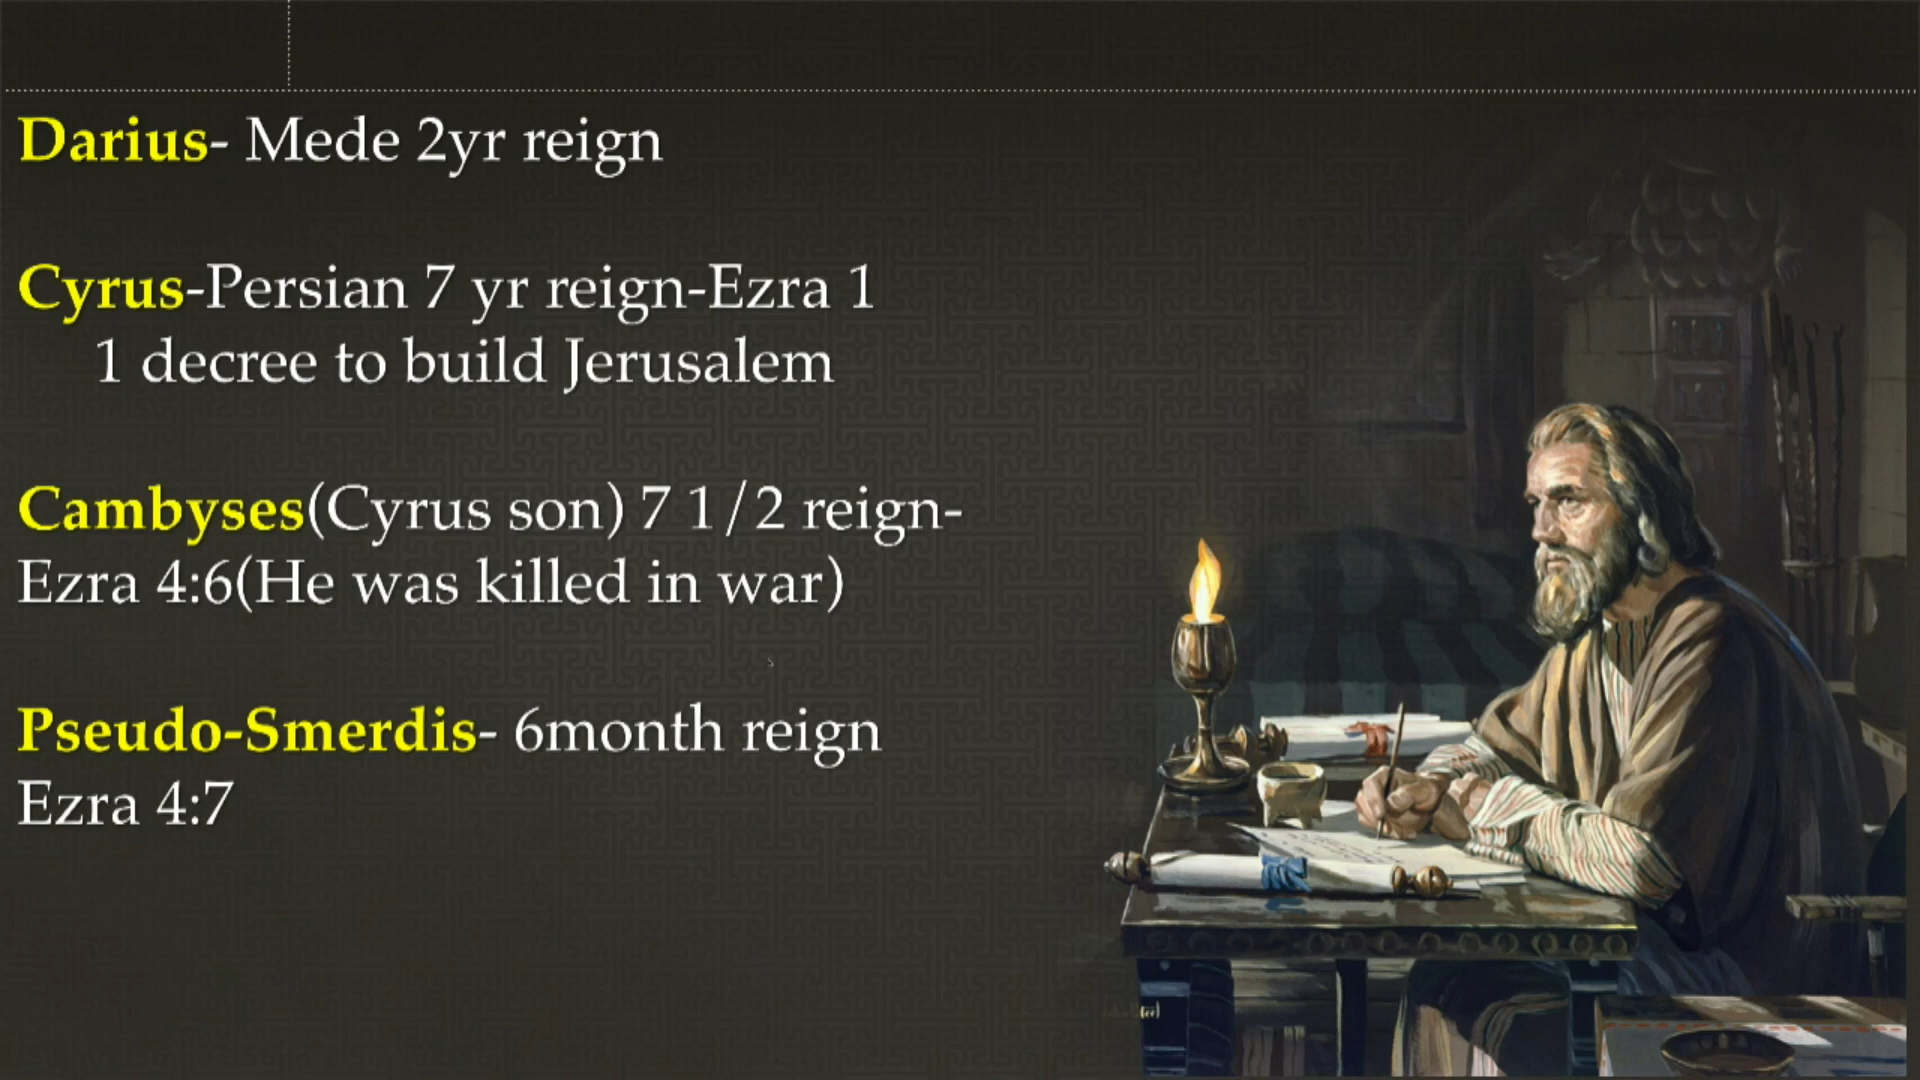 Darius- Mede 2yr reign
Cyrus-Persian 7 yr reign-Ezra 1
1 decree to build Jerusalem
Cambyses(Cyrus son) 7 1/2 reign-
Ezra 4:6(He was killed in war)
Pseudo-Smerdis- 6month reign
Ezra 4:7